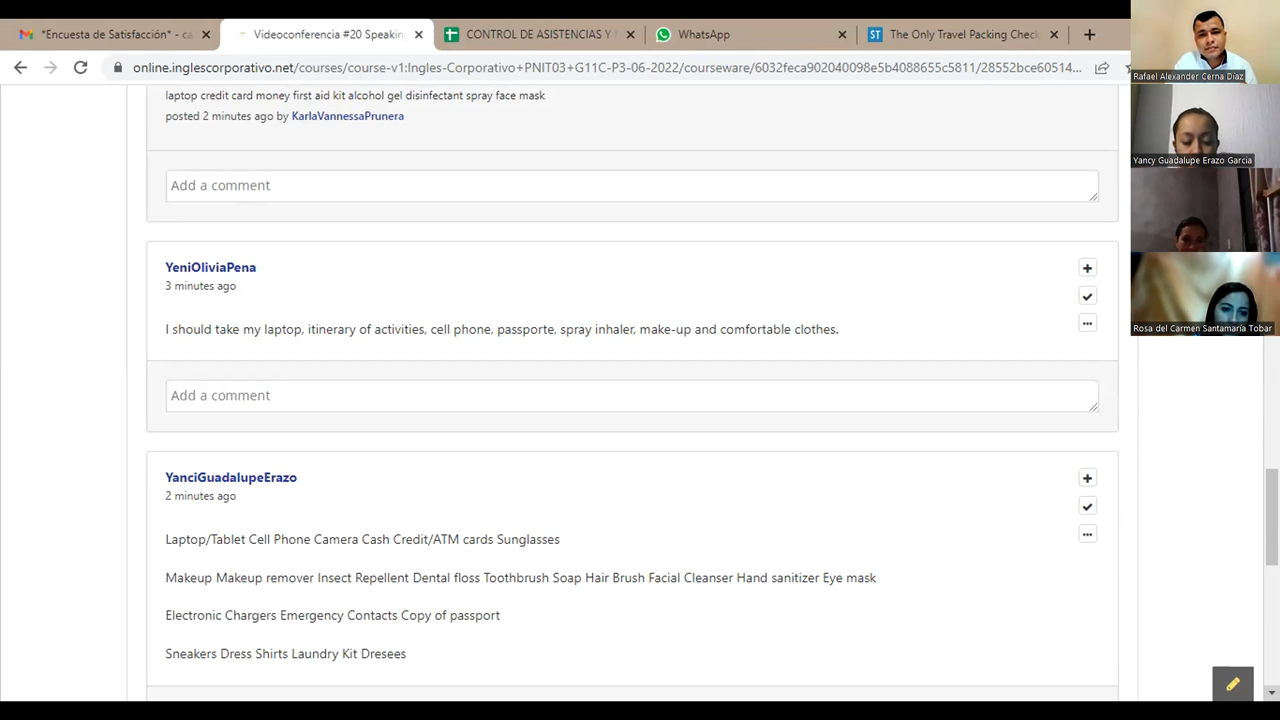 *Encuesta de Satisfacción* - ca
Videoconferencia #20 Speakin
CONTROL DE ASISTENCIAS Y
WhatsApp
The Only Travel Packing Check
online.inglescorporativo.net/courses/course-v1:Ingles-Corporativo+PNIT03+G11C-P3-06-2022/courseware/6032feca902040098e5b4088655c5811/28552bce60514...
Rafael Alexander Cerna Díaz
laptop credit card money first aid kit alcohol gel disinfectant spray face mask
posted 2 minutes ago by KarlaVannessaPrunera
Yancy Guadalupe Erazo Garcia
Add a comment
YeniOliviaPena
3 minutes ago
I should take my laptop, itinerary of activities, cell phone, passporte, spray inhaler, make-up and comfortable clothes.
Rosa del Carmen Santamaría Tobar
Add a comment
YanciGuadalupeErazo
2 minutes ago
Laptop/Tablet Cell Phone Camera Cash Credit/ATM cards Sunglasses
Makeup Makeup remover Insect Repellent Dental floss Toothbrush Soap Hair Brush Facial Cleanser Hand sanitizer Eye mask
Electronic Chargers Emergency Contacts Copy of passport
Sneakers Dress Shirts Laundry Kit Dresees